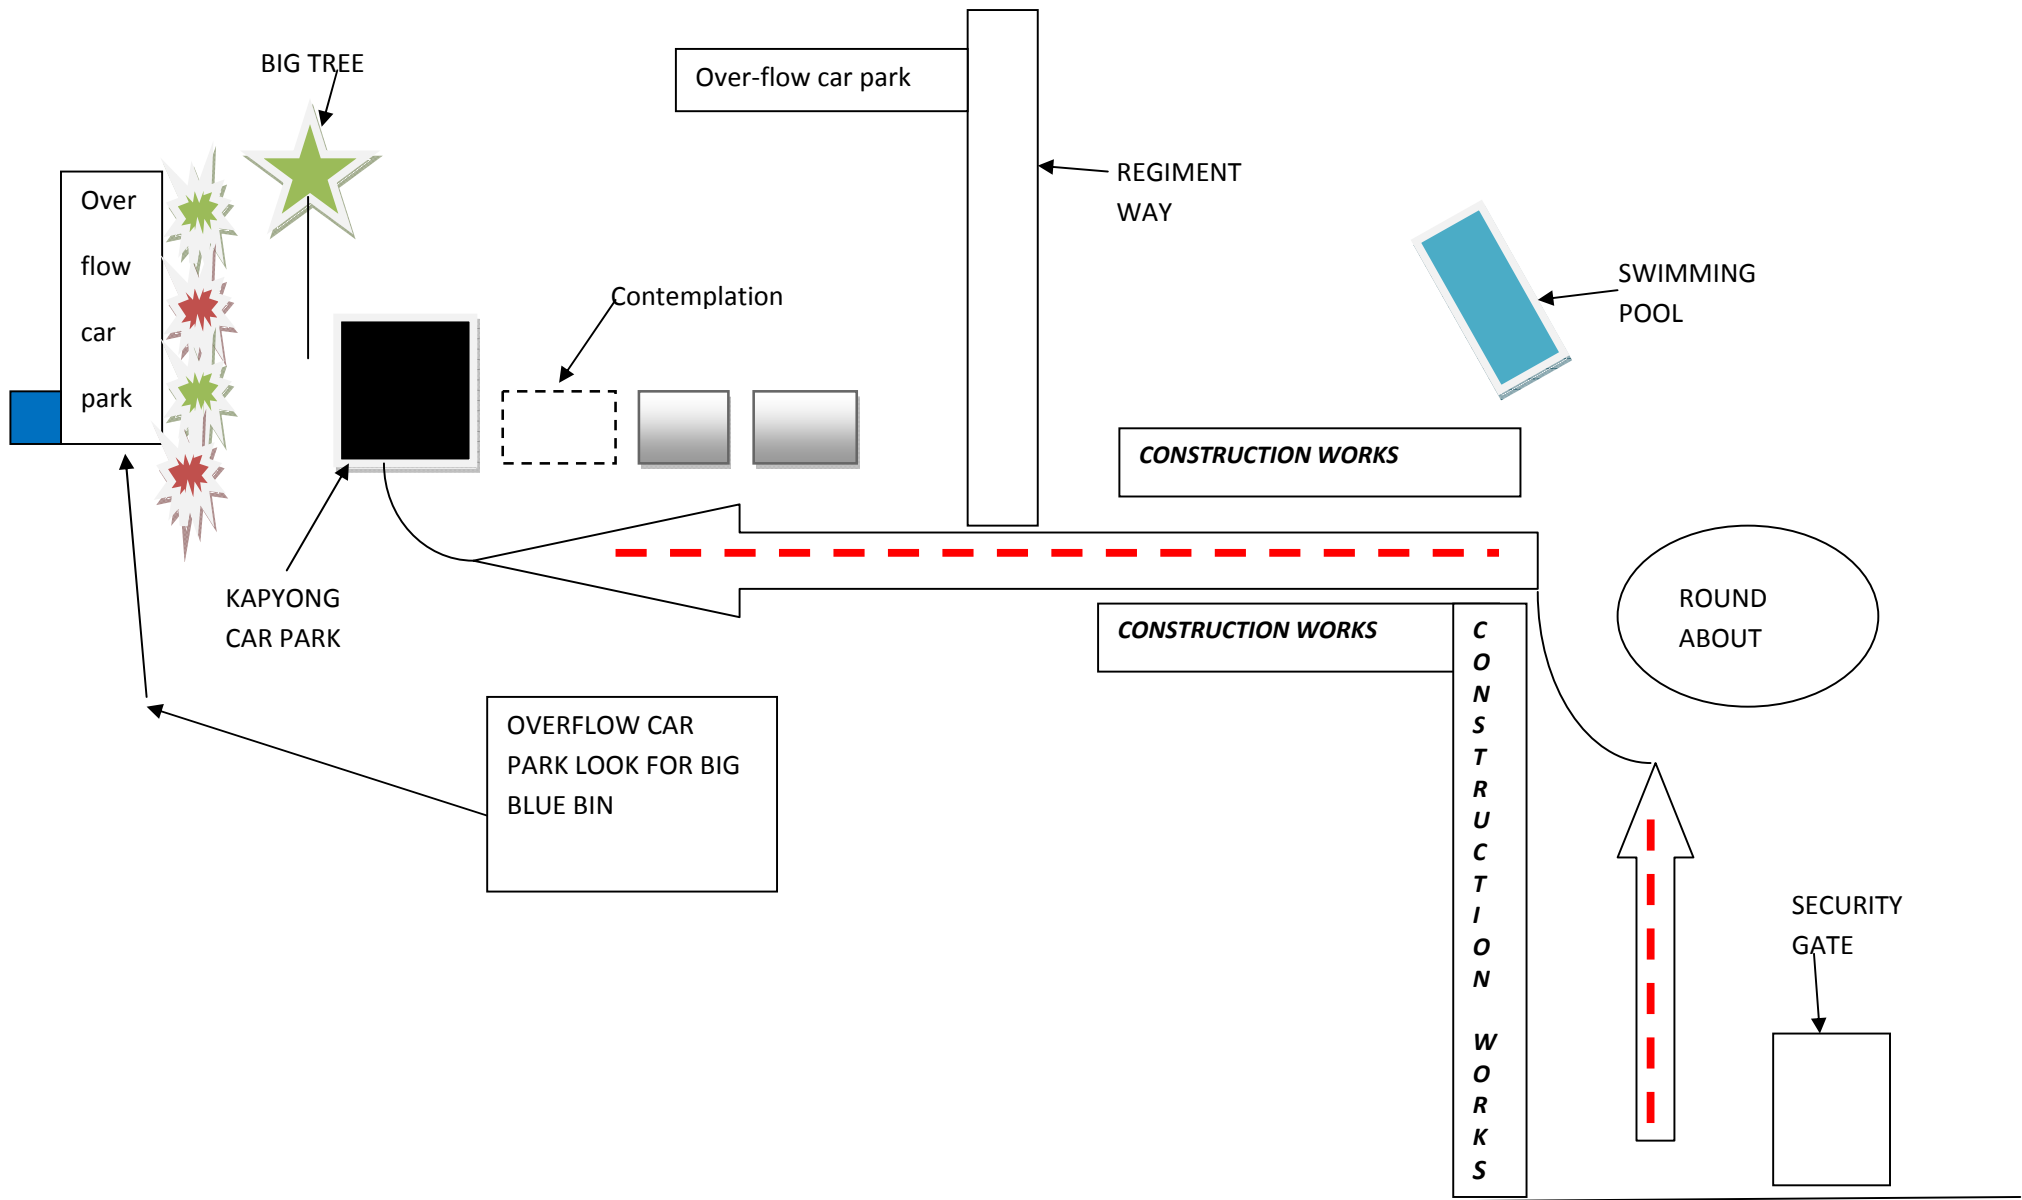 BIG TREE
Over-flow car park
REGIMENT
WAY
Over
flow
car
park
Contemplation
SWIMMING
POOL
CONSTRUCTION WORKS
KAPYONG
CAR PARK
CONSTRUCTION WORKS
ROUND
ABOUT
C
O
N
S
T
R
U
C
T
I
O
N
W
O
R
K
S
OVERFLOW CAR
PARK LOOK FOR BIG
BLUE BIN
SECURITY
GATE